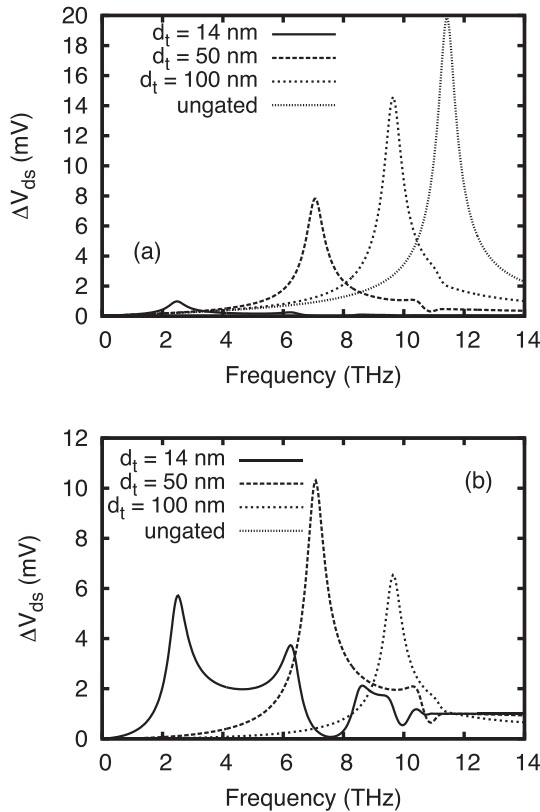 20
18
16
14
12
10
8
6
4
2
0
ΔV_ds (mV)
d_t = 14 nm
d_t = 50 nm
d_t = 100 nm
ungated
(a)
0 2 4 6 8 10 12 14
Frequency (THz)
12
10
8
6
4
2
0
ΔV_ds (mV)
d_t = 14 nm
d_t = 50 nm
d_t = 100 nm
ungated
(b)
0 2 4 6 8 10 12 14
Frequency (THz)